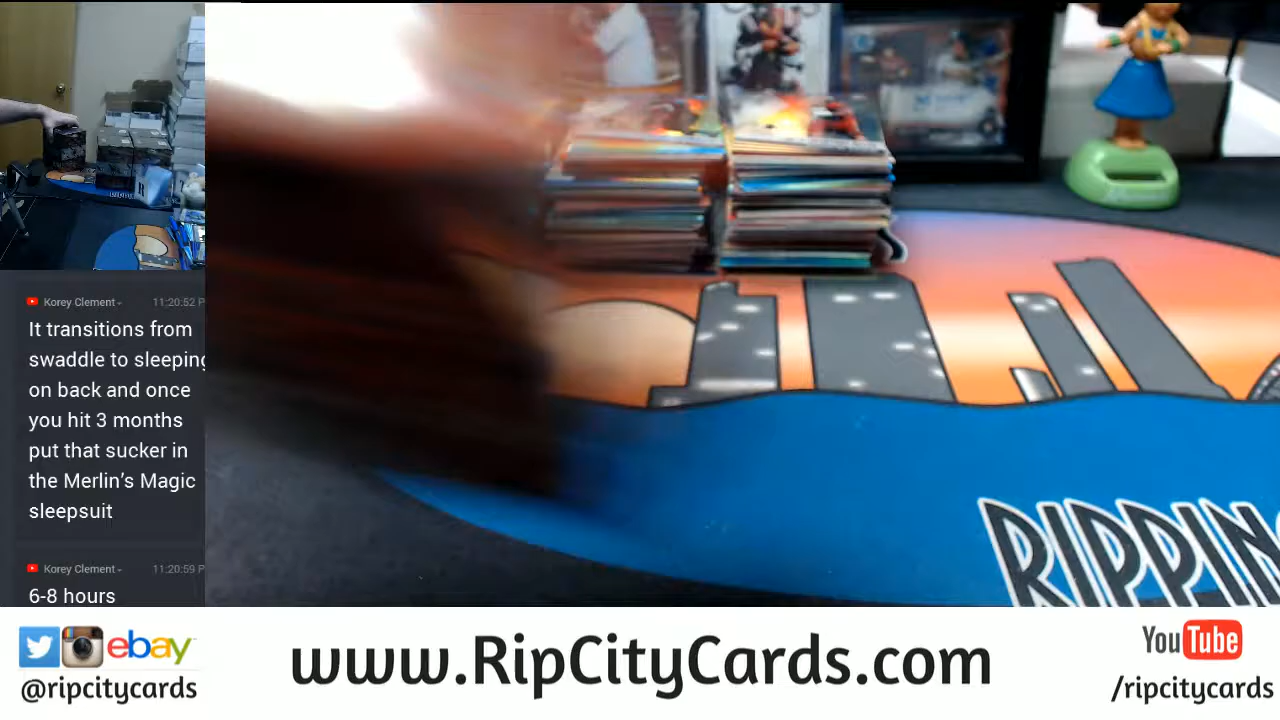 Korey Clement
11:20:52 P
It transitions from
swaddle to sleeping
on back and once
you hit 3 months
put that sucker in
the Merlin's Magic
sleepsuit
Korey Clement
11:20:59 P
6-8 hours
RIPPIN
ebay
@ripcitycards
www.RipCityCards.com
YouTube
/ripcitycards